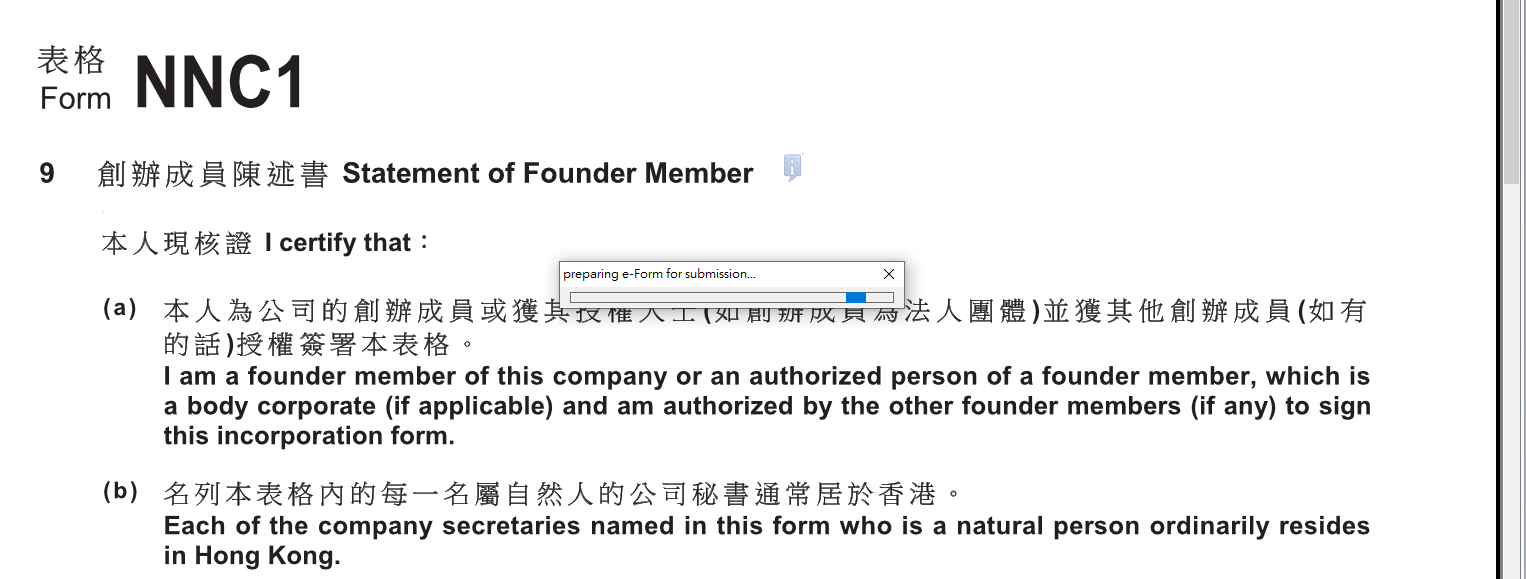 表格
Form NNC1
9 創辦成員陳述書 Statement of Founder Member
本人現核證 I certify that：
preparing e-Form for submission...
(a) 本人為公司的創辦成員或獲其授權人士(如創辦成員為法人團體)並獲其他創辦成員(如有
的話)授權簽署本表格。
I am a founder member of this company or an authorized person of a founder member, which is
a body corporate (if applicable) and am authorized by the other founder members (if any) to sign
this incorporation form.
(b) 名列本表格內的每一名屬自然人的公司秘書通常居於香港。
Each of the company secretaries named in this form who is a natural person ordinarily resides
in Hong Kong.